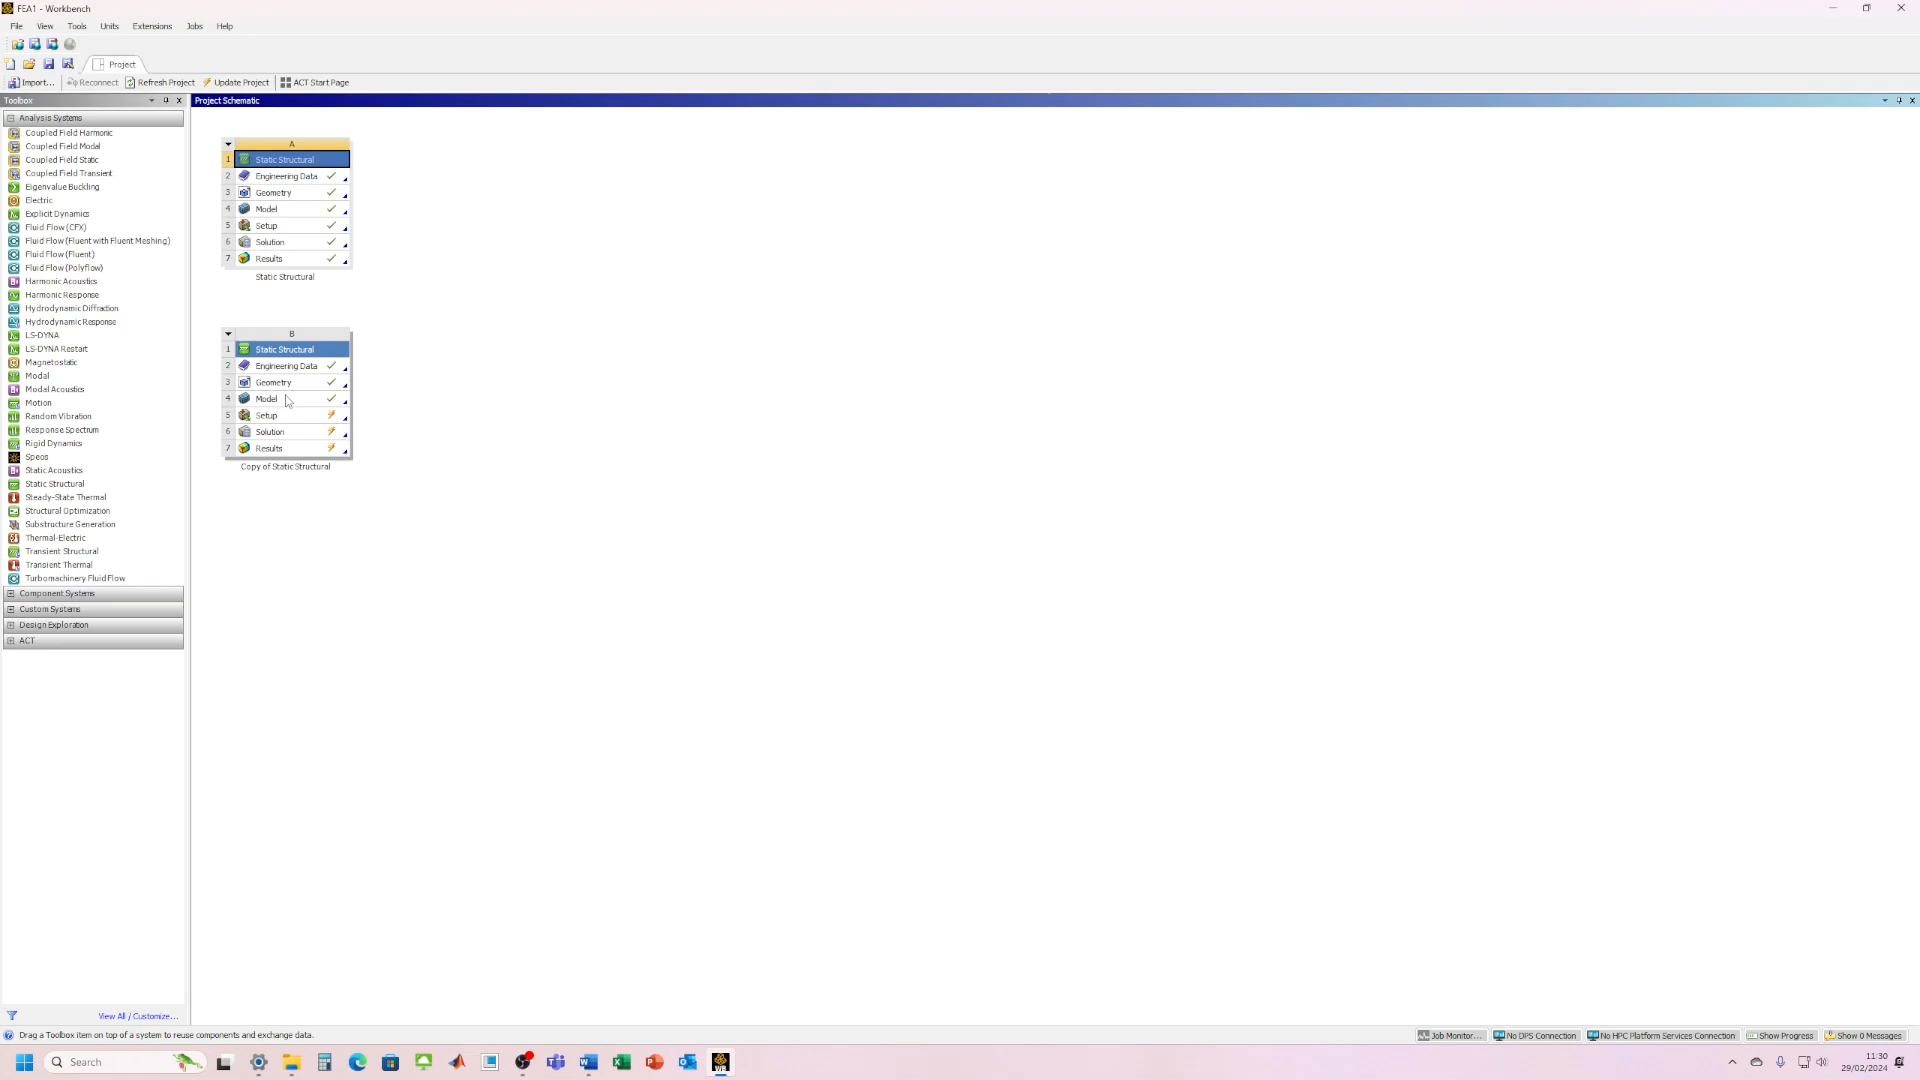 FEA1 - Workbench
File View Tools Units Extensions Jobs Help
Project
Import... Reconnect Refresh Project Update Project ACT Start Page
Toolbox
Project Schematic
Analysis Systems
Coupled Field Harmonic
Coupled Field Modal
Coupled Field Static
Coupled Field Transient
Eigenvalue Buckling
Electric
Explicit Dynamics
Fluid Flow (CFX)
Fluid Flow (Fluent with Fluent Meshing)
Fluid Flow (Fluent)
Fluid Flow (Polyflow)
Harmonic Acoustics
Harmonic Response
Hydrodynamic Diffraction
Hydrodynamic Response
LS-DYNA
LS-DYNA Restart
Magnetostatic
Modal
Modal Acoustics
Motion
Random Vibration
Response Spectrum
Rigid Dynamics
Speos
Static Acoustics
Static Structural
Steady-State Thermal
Structural Optimization
Substructure Generation
Thermal-Electric
Transient Structural
Transient Thermal
Turbomachinery Fluid Flow
Component Systems
Custom Systems
Design Exploration
ACT
View All / Customize...
A
1 Static Structural
2 Engineering Data
3 Geometry
4 Model
5 Setup
6 Solution
7 Results
Static Structural
B
1 Static Structural
2 Engineering Data
3 Geometry
4 Model
5 Setup
6 Solution
7 Results
Copy of Static Structural
Drag a Toolbox item on top of a system to reuse components and exchange data.
Job Monitor... No DPS Connection No HPC Platform Services Connection Show Progress Show 0 Messages
Search
WB
11:30
29/02/2024